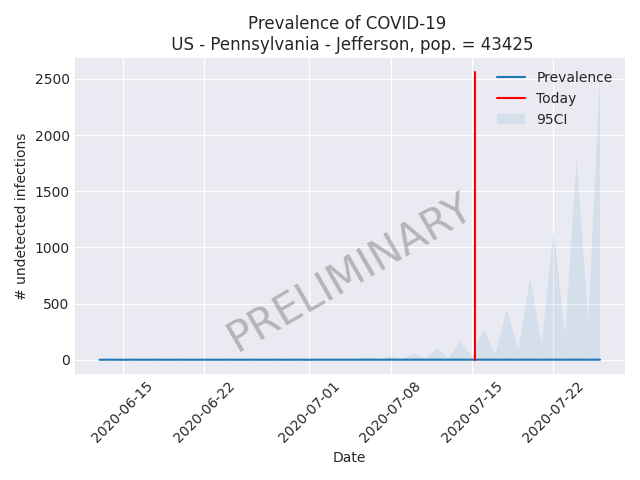 Prevalence of COVID-19
US - Pennsylvania - Jefferson, pop. = 43425
Prevalence
Today
95CI
2500
2000
1500
1000
500
0
# undetected infections
PRELIMINARY
2020-06-15
2020-06-22
2020-07-01
2020-07-08
2020-07-15
2020-07-22
Date